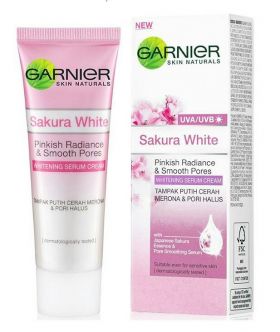 GARNIER
SKIN NATURALS
Sakura White
Pinkish Radiance
& Smooth Pores
WHITENING SERUM CREAM
TAMPAK PUTIH CERAH
MERONA & PORI HALUS
[ dermatologically tested ]
NEW
GARNIER
SKIN NATURALS
UVA/UVB
Sakura White
Pinkish Radiance
& Smooth Pores
WHITENING SERUM CREAM
TAMPAK PUTIH CERAH
MERONA & PORI HALUS
with
Japanese Sakura
Essence &
Pore Smoothing Serum
Suitable even for sensitive skin
[ dermatologically tested ]
FSC